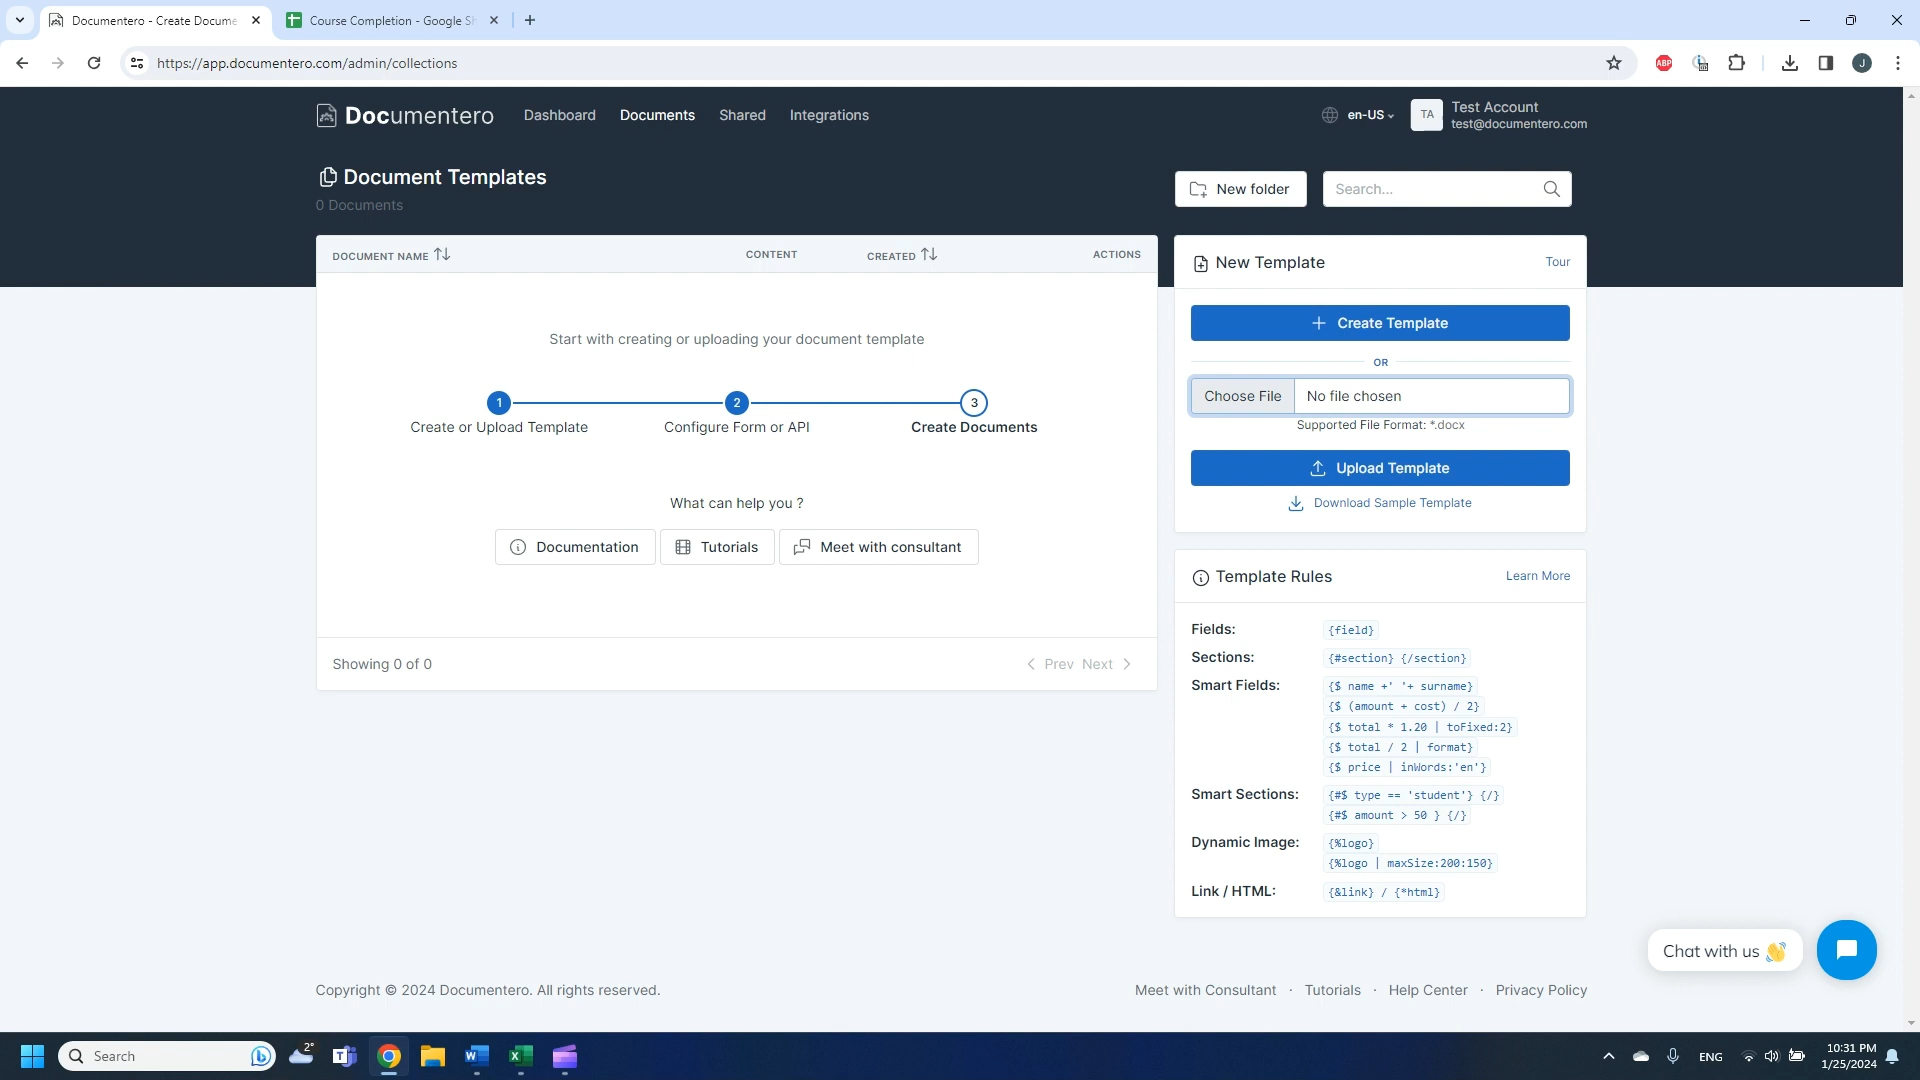 Documentero - Create Docume
Course Completion - Google Sh
https://app.documentero.com/admin/collections
ABP
J
Documentero
Dashboard
Documents
Shared
Integrations
en-US
TA
Test Account
test@documentero.com
Document Templates
0 Documents
New folder
Search...
DOCUMENT NAME
CONTENT
CREATED
ACTIONS
Start with creating or uploading your document template
1
2
3
Create or Upload Template
Configure Form or API
Create Documents
What can help you ?
Documentation
Tutorials
Meet with consultant
Showing 0 of 0
Prev
Next
New Template
Tour
Create Template
OR
Choose File
No file chosen
Supported File Format: *.docx
Upload Template
Download Sample Template
Template Rules
Learn More
Fields:
{field}
Sections:
{#section} {/section}
Smart Fields:
{$ name +' '+ surname}
{$ (amount + cost) / 2}
{$ total * 1.20 | toFixed:2}
{$ total / 2 | format}
{$ price | inWords:'en'}
Smart Sections:
{#$ type == 'student'} {/}
{#$ amount > 50 } {/}
Dynamic Image:
{%logo}
{%logo | maxSize:200:150}
Link / HTML:
{&link} / {*html}
Chat with us 👋
Copyright © 2024 Documentero. All rights reserved.
Meet with Consultant · Tutorials · Help Center · Privacy Policy
Search
2°
ENG
10:31 PM
1/25/2024